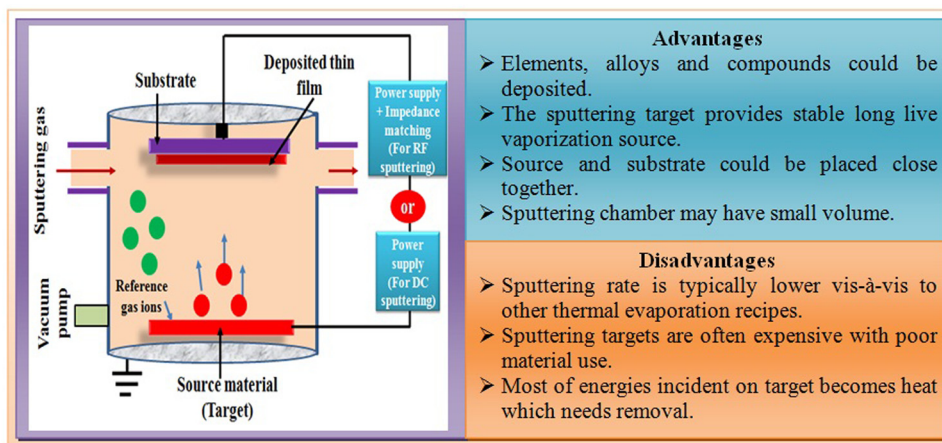 Substrate
Deposited thin
film
Sputtering gas
Power supply
+ Impedance
matching
(For RF
sputtering)
or
Power
supply
(For DC
sputtering)
Reference
gas ions
Vacuum
pump
Source material
(Target)
Advantages
➤ Elements, alloys and compounds could be
deposited.
➤ The sputtering target provides stable long live
vaporization source.
➤ Source and substrate could be placed close
together.
➤ Sputtering chamber may have small volume.
Disadvantages
➤ Sputtering rate is typically lower vis-à-vis to
other thermal evaporation recipes.
➤ Sputtering targets are often expensive with poor
material use.
➤ Most of energies incident on target becomes heat
which needs removal.